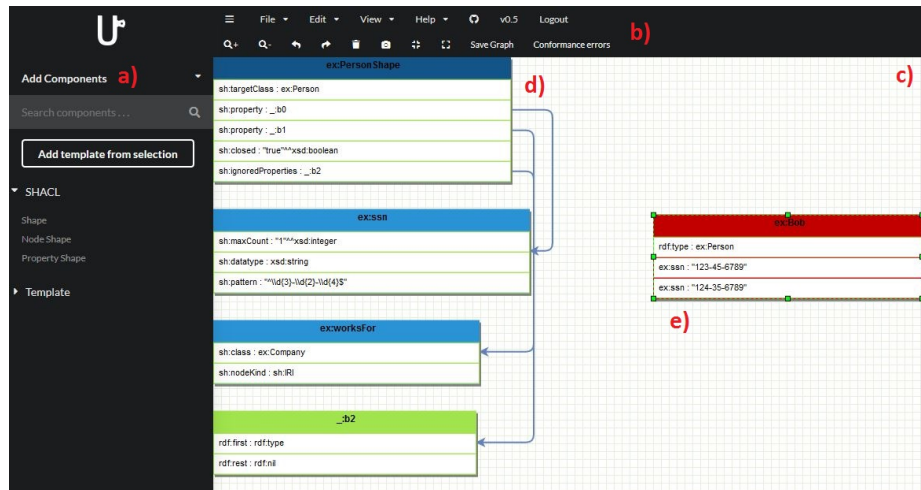 File Edit View Help v0.5 Logout
b)
Save Graph Conformance errors
Add Components a)
c)
Search components . . .
Add template from selection
SHACL
Shape
Node Shape
Property Shape
Template
ex:PersonShape
d)
sh:targetClass : ex:Person
sh:property : _:b0
sh:property : _:b1
sh:closed : "true"^^xsd:boolean
sh:ignoredProperties : _:b2
ex:ssn
sh:maxCount : "1"^^xsd:integer
sh:datatype : xsd:string
sh:pattern : "^\\d{3}-\\d{2}-\\d{4}$"
ex:worksFor
sh:class : ex:Company
sh:nodeKind : sh:IRI
_:b2
rdf:first : rdf:type
rdf:rest : rdf:nil
ex:Bob
rdf:type : ex:Person
ex:ssn : "123-45-6789"
ex:ssn : "124-35-6789"
e)